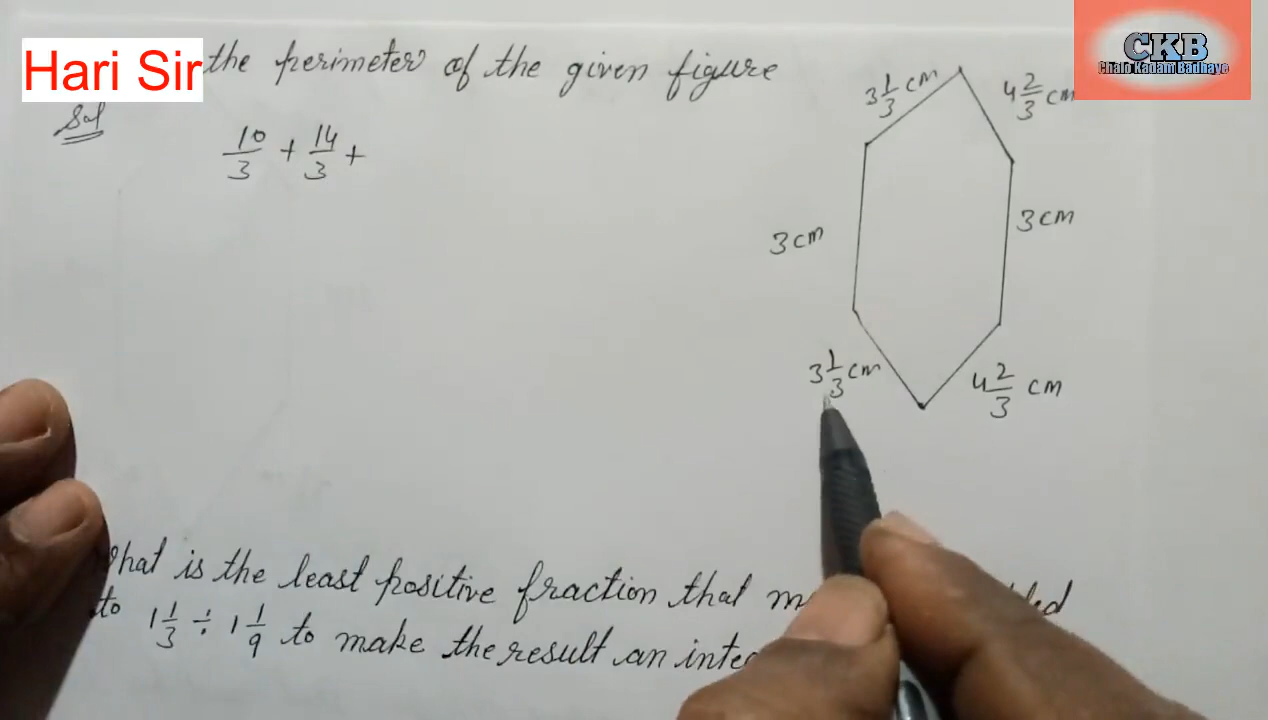 Hari Sir the perimeter of the given figure
CKB
Chalo Kadam Badhaye
Sol
10/3 + 14/3 +
3 1/3 cm
4 2/3 cm
3 cm
3 cm
3 1/3 cm
4 2/3 cm
What is the least positive fraction that
to 1 1/3 ÷ 1 1/9 to make the result an